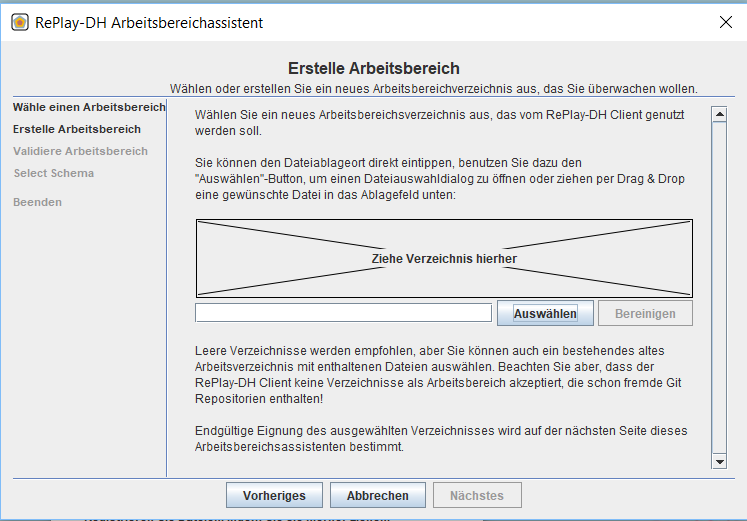 RePlay-DH Arbeitsbereichassistent
Erstelle Arbeitsbereich
Wählen oder erstellen Sie ein neues Arbeitsbereichverzeichnis aus, das Sie überwachen wollen.
Wähle einen Arbeitsbereich
Erstelle Arbeitsbereich
Validiere Arbeitsbereich
Select Schema
Beenden
Wählen Sie ein neues Arbeitsbereichsverzeichnis aus, das vom RePlay-DH Client genutzt
werden soll.
Sie können den Dateiablageort direkt eintippen, benutzen Sie dazu den
"Auswählen"-Button, um einen Dateiauswahldialog zu öffnen oder ziehen per Drag & Drop
eine gewünschte Datei in das Ablagefeld unten:
Ziehe Verzeichnis hierher
Auswählen
Bereinigen
Leere Verzeichnisse werden empfohlen, aber Sie können auch ein bestehendes altes
Arbeitsverzeichnis mit enthaltenen Dateien auswählen. Beachten Sie aber, dass der
RePlay-DH Client keine Verzeichnisse als Arbeitsbereich akzeptiert, die schon fremde Git
Repositorien enthalten!
Endgültige Eignung des ausgewählten Verzeichnisses wird auf der nächsten Seite dieses
Arbeitsbereichsassistenten bestimmt.
Vorheriges
Abbrechen
Nächstes